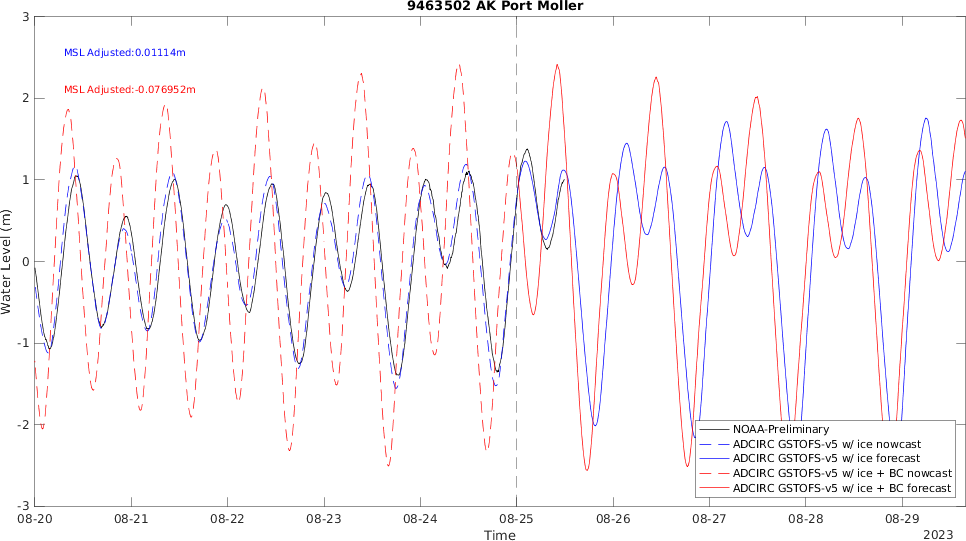 9463502 AK Port Moller
MSL Adjusted:0.01114m
MSL Adjusted:-0.076952m
Water Level (m)
3
2
1
0
-1
-2
-3
NOAA-Preliminary
ADCIRC GSTOFS-v5 w/ ice nowcast
ADCIRC GSTOFS-v5 w/ ice forecast
ADCIRC GSTOFS-v5 w/ ice + BC nowcast
ADCIRC GSTOFS-v5 w/ ice + BC forecast
08-20 08-21 08-22 08-23 08-24 08-25 08-26 08-27 08-28 08-29
Time
2023